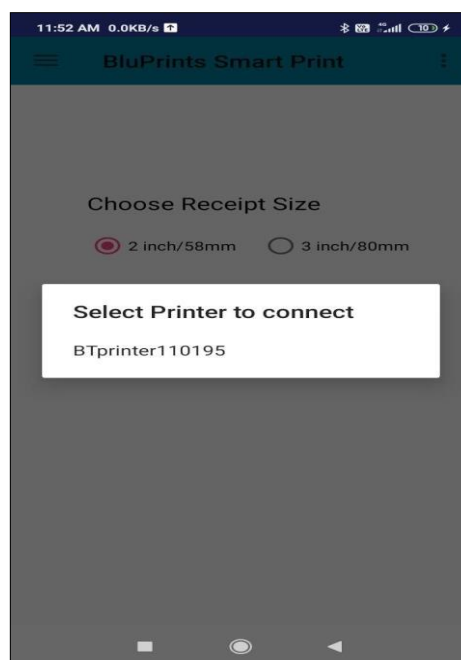 11:52 AM 0.0KB/s
BluPrints Smart Print
Choose Receipt Size
2 inch/58mm 3 inch/80mm
Select Printer to connect
BTprinter110195